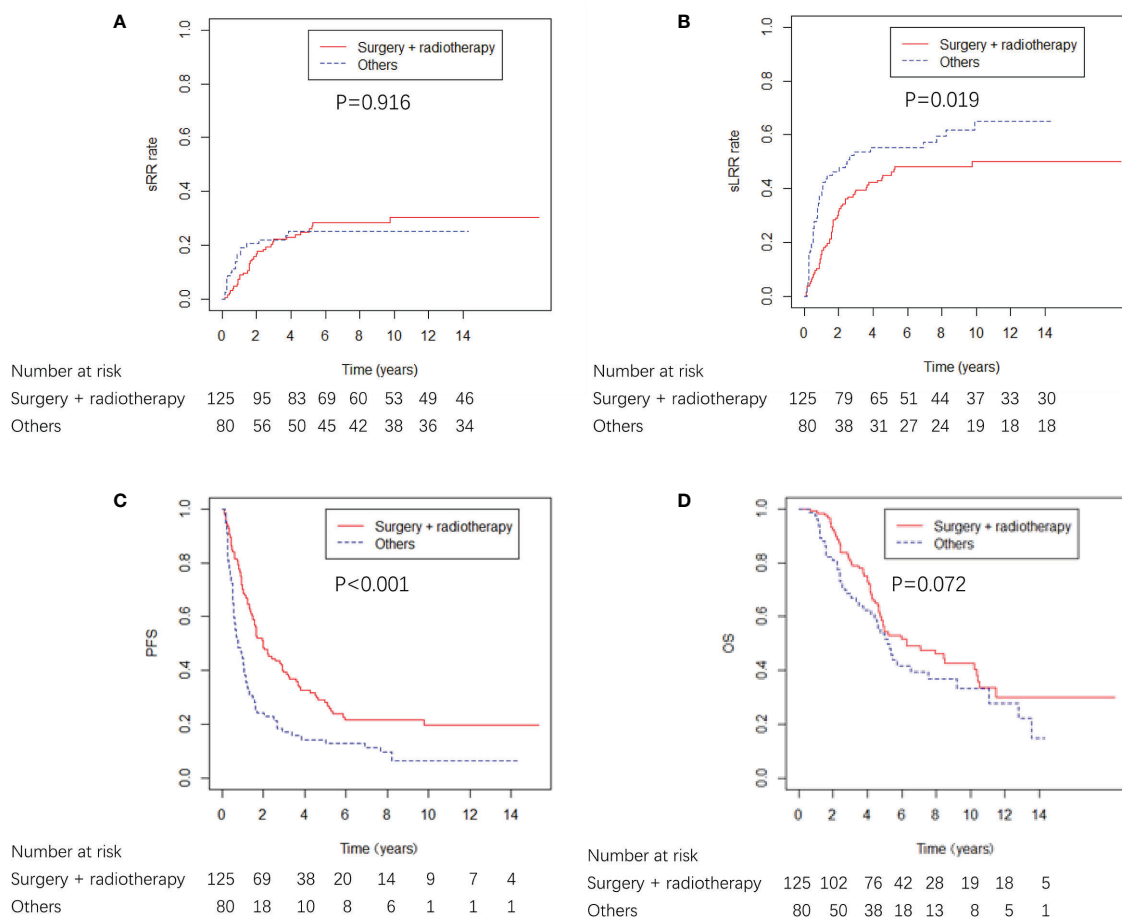 A
Surgery + radiotherapy
Others
P=0.916
sRR rate
1.0
0.8
0.6
0.4
0.2
0.0
0 2 4 6 8 10 12 14
Time (years)
Number at risk
Surgery + radiotherapy 125 95 83 69 60 53 49 46
Others 80 56 50 45 42 38 36 34
B
Surgery + radiotherapy
Others
P=0.019
sLRR rate
1.0
0.8
0.6
0.4
0.2
0.0
0 2 4 6 8 10 12 14
Time (years)
Number at risk
Surgery + radiotherapy 125 79 65 51 44 37 33 30
Others 80 38 31 27 24 19 18 18
C
Surgery + radiotherapy
Others
P<0.001
PFS
1.0
0.8
0.6
0.4
0.2
0.0
0 2 4 6 8 10 12 14
Time (years)
Number at risk
Surgery + radiotherapy 125 69 38 20 14 9 7 4
Others 80 18 10 8 6 1 1 1
D
Surgery + radiotherapy
Others
P=0.072
OS
1.0
0.8
0.6
0.4
0.2
0.0
0 2 4 6 8 10 12 14
Time (years)
Number at risk
Surgery + radiotherapy 125 102 76 42 28 19 18 5
Others 80 50 38 18 13 8 5 1